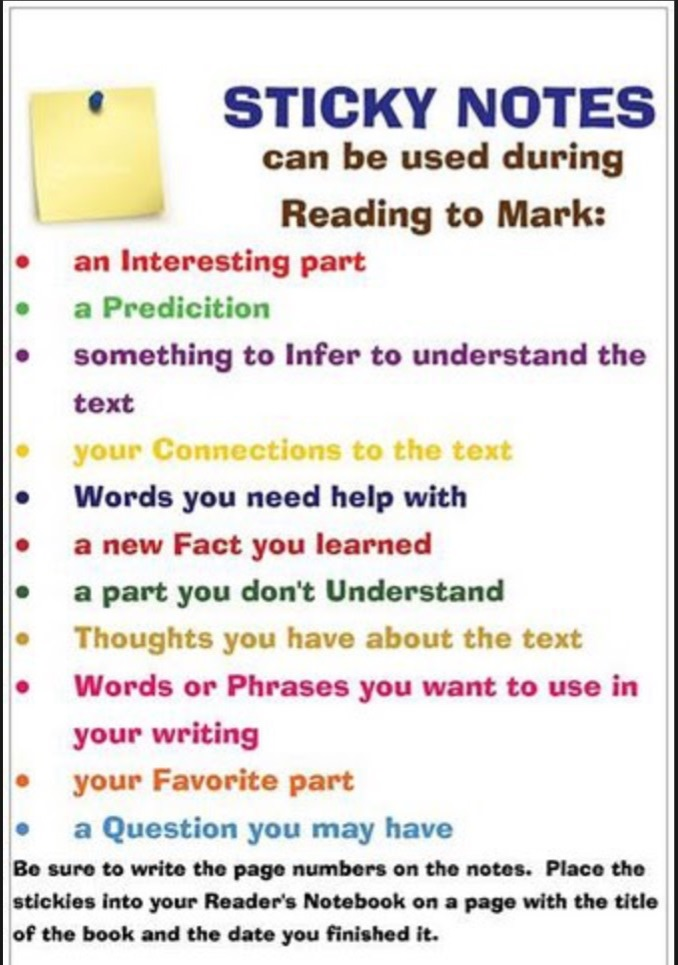 STICKY NOTES
can be used during
Reading to Mark:
• an Interesting part
• a Predicition
• something to Infer to understand the
text
• your Connections to the text
• Words you need help with
• a new Fact you learned
• a part you don't Understand
• Thoughts you have about the text
• Words or Phrases you want to use in
your writing
• your Favorite part
• a Question you may have
Be sure to write the page numbers on the notes. Place the
stickies into your Reader's Notebook on a page with the title
of the book and the date you finished it.